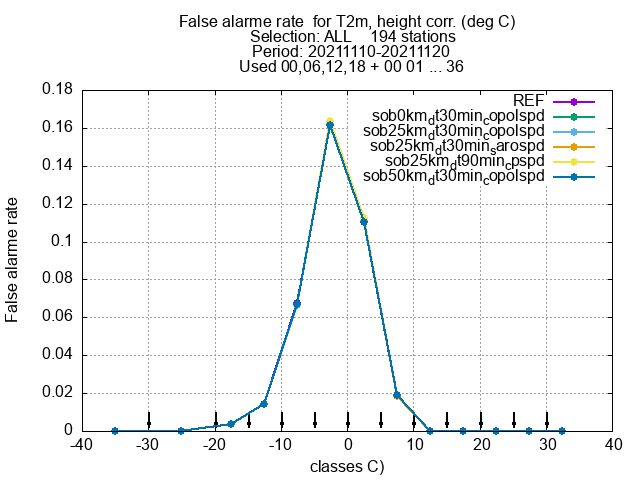 False alarme rate  for T2m, height corr. (deg C)
Selection: ALL    194 stations
Period: 20211110-20211120
Used 00,06,12,18 + 00 01 ... 36
REF
sob0km_dt30min_copolspd
sob25km_dt30min_copolspd
sob25km_dt30min_sarospd
sob25km_dt90min_cpspd
sob50km_dt30min_copolspd
0.18
0.16
0.14
0.12
0.1
0.08
0.06
0.04
0.02
0
False alarme rate
-40 -30 -20 -10 0 10 20 30 40
classes C)